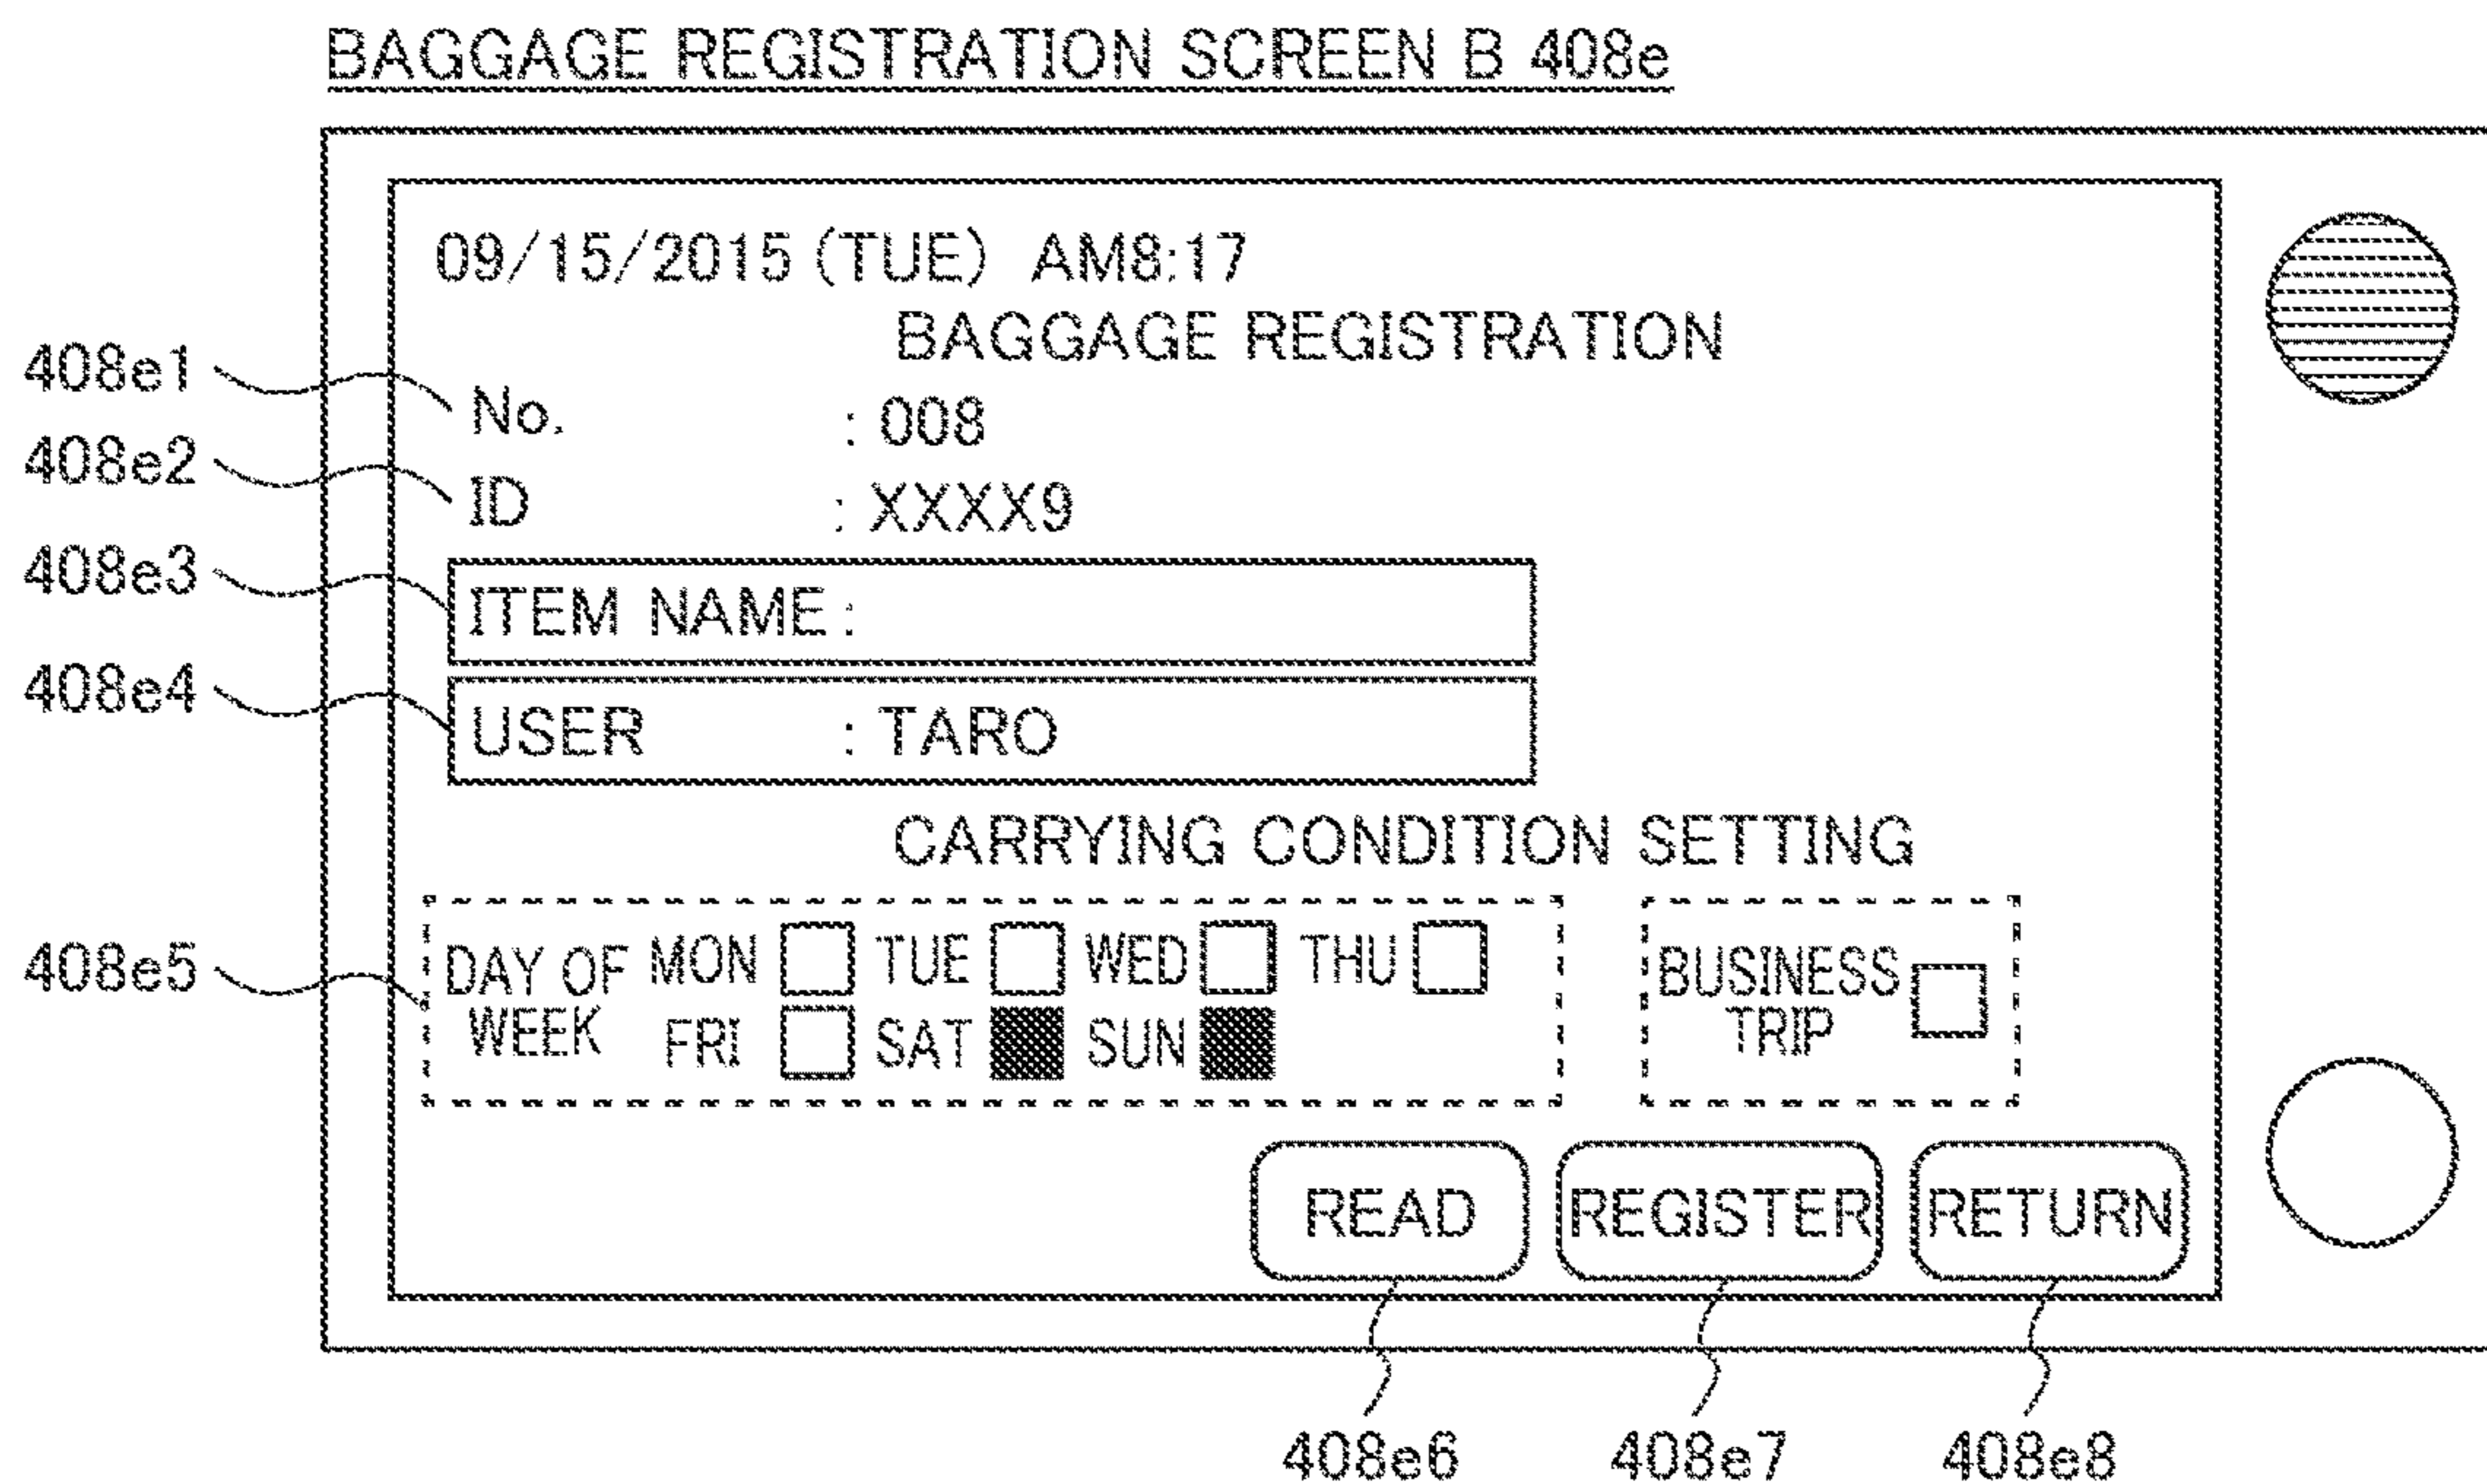 BAGGAGE REGISTRATION SCREEN B 408e
09/15/2015 (TUE) AM8:17
BAGGAGE REGISTRATION
408e1
No. : 008
408e2
ID : XXXX9
408e3
ITEM NAME :
408e4
USER : TARO
CARRYING CONDITION SETTING
408e5
DAY OF WEEK
MON TUE WED THU
FRI SAT SUN
BUSINESS
TRIP
READ REGISTER RETURN
408e6 408e7 408e8